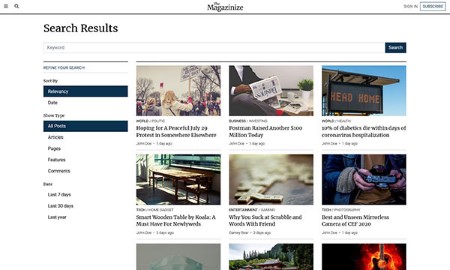 The
Magazinize
SIGN IN
SUBSCRIBE
Search Results
Keyword
Search
REFINE YOUR SEARCH
Sort By
Relevancy
Date
Show Type
All Posts
Articles
Pages
Features
Comments
Date
Last 7 days
Last 30 days
Last year
WORLD / POLITIC
Hoping for a Peaceful July 29
Protest in Somewhere Elsewhere
John Doe • 1 day ago
BUSINESS / INVESTING
Postman Raised Another $100
Million Today
John Doe • 1 day ago
HEAD HOME
WORLD / HEALTH
10% of diabetics die within days of
coronavirus hospitalization
John Doe • 1 day ago
TECH / HOME GADGET
Smart Wooden Table by Koala: A
Must Have For Newlyweds
John Doe • 3 days ago
ENTERTAINMENT / GAMING
Why You Suck at Scrabble and
Words With Friend
days ago
TECH / PHOTOGRAPHY
Best and Unseen Mirrorless
Camera of CEF 2020
John Doe • 1 day ago